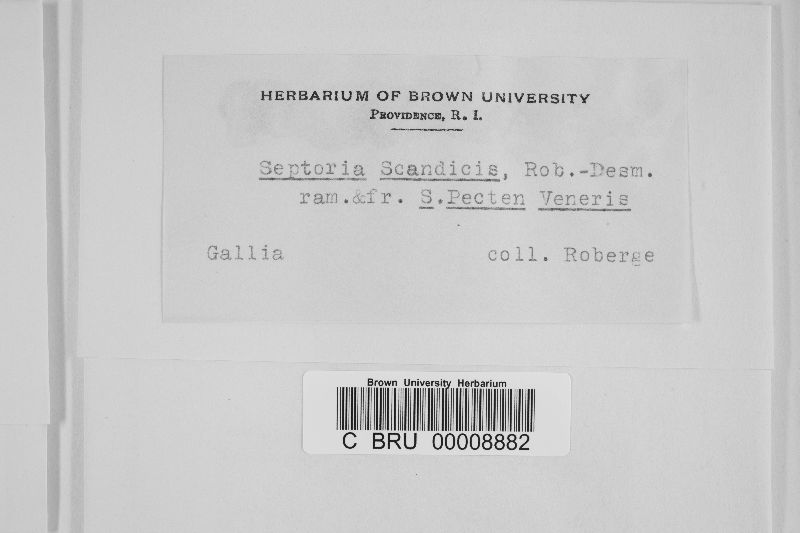 HERBARIUM OF BROWN UNIVERSITY
PROVIDENCE, R. I.
Septoria Scandicis, Rob.-Desm.
ram.&fr. S.Pecten Veneris
Gallia coll. Roberge
Brown University Herbarium
C BRU 00008882